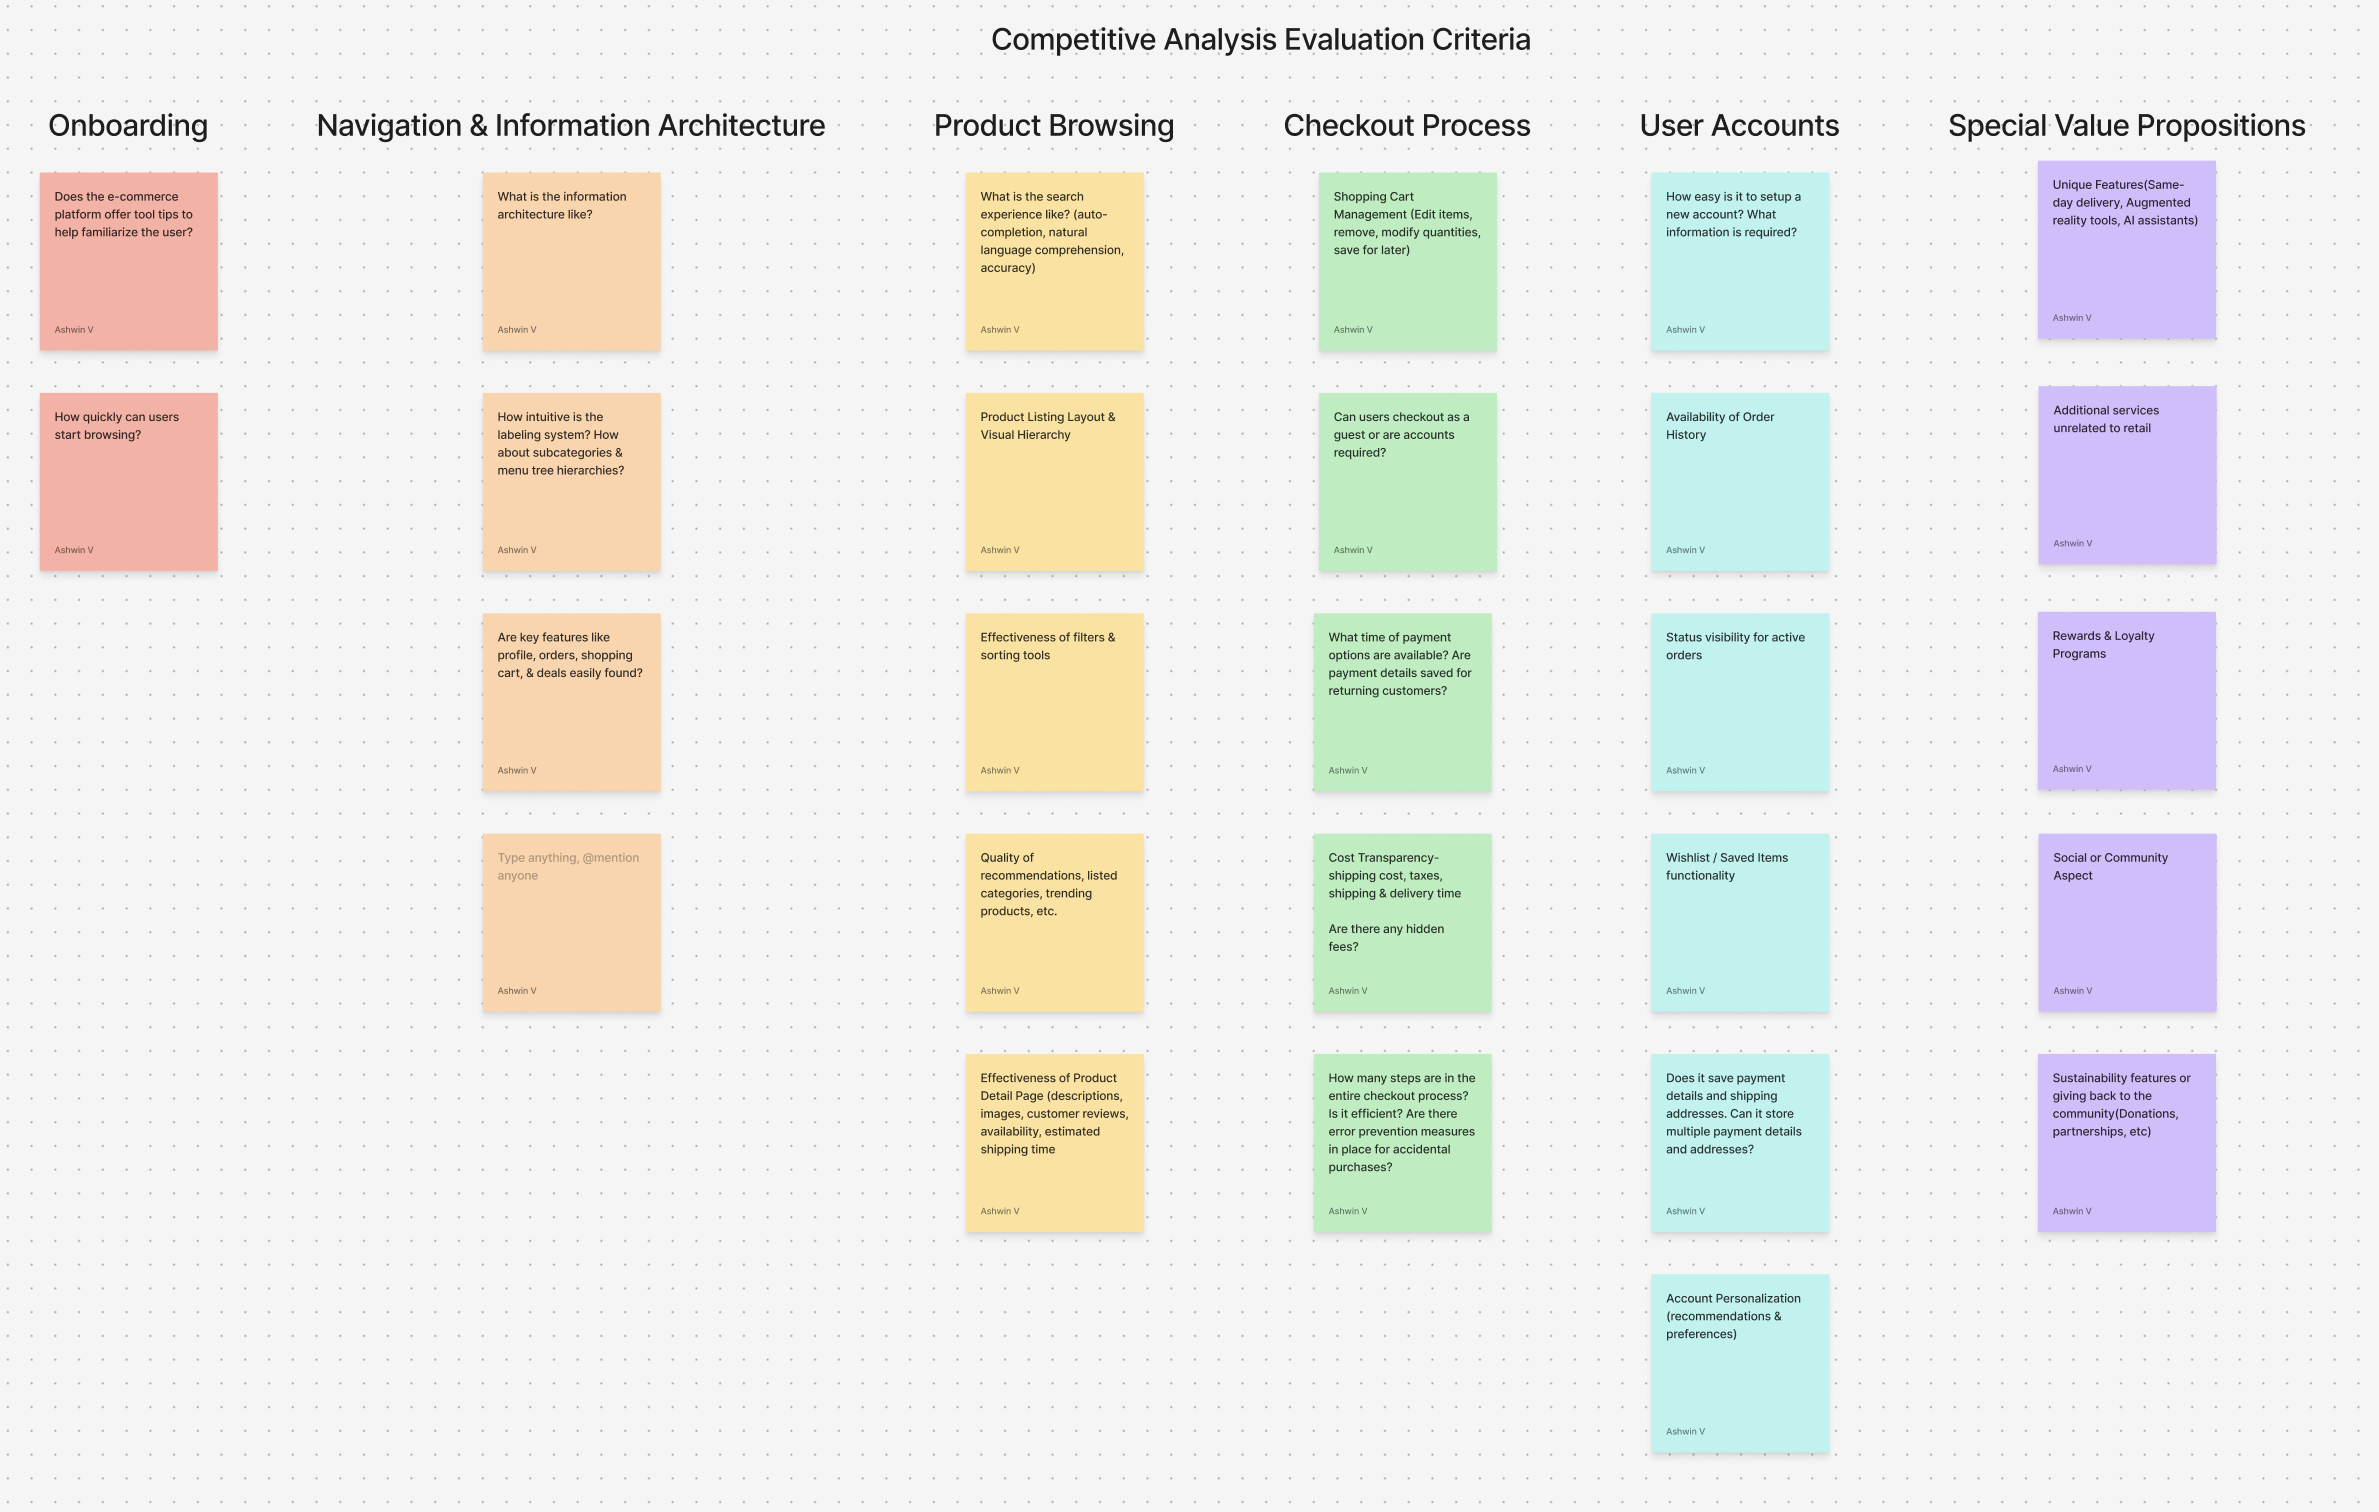 Competitive Analysis Evaluation Criteria
Onboarding
Does the e-commerce
platform offer tool tips to
help familiarize the user?
Ashwin V
How quickly can users
start browsing?
Ashwin V
Navigation & Information Architecture
What is the information
architecture like?
Ashwin V
How intuitive is the
labeling system? How
about subcategories &
menu tree hierarchies?
Ashwin V
Are key features like
profile, orders, shopping
cart, & deals easily found?
Ashwin V
Type anything, @mention
anyone
Ashwin V
Product Browsing
What is the search
experience like? (auto-
completion, natural
language comprehension,
accuracy)
Ashwin V
Product Listing Layout &
Visual Hierarchy
Ashwin V
Effectiveness of filters &
sorting tools
Ashwin V
Quality of
recommendations, listed
categories, trending
products, etc.
Ashwin V
Effectiveness of Product
Detail Page (descriptions,
images, customer reviews,
availability, estimated
shipping time
Ashwin V
Checkout Process
Shopping Cart
Management (Edit items,
remove, modify quantities,
save for later)
Ashwin V
Can users checkout as a
guest or are accounts
required?
Ashwin V
What time of payment
options are available? Are
payment details saved for
returning customers?
Ashwin V
Cost Transparency-
shipping cost, taxes,
shipping & delivery time
Are there any hidden
fees?
Ashwin V
How many steps are in the
entire checkout process?
Is it efficient? Are there
error prevention measures
in place for accidental
purchases?
Ashwin V
User Accounts
How easy is it to setup a
new account? What
information is required?
Ashwin V
Availability of Order
History
Ashwin V
Status visibility for active
orders
Ashwin V
Wishlist / Saved Items
functionality
Ashwin V
Does it save payment
details and shipping
addresses. Can it store
multiple payment details
and addresses?
Ashwin V
Account Personalization
(recommendations &
preferences)
Ashwin V
Special Value Propositions
Unique Features(Same-
day delivery, Augmented
reality tools, AI assistants)
Ashwin V
Additional services
unrelated to retail
Ashwin V
Rewards & Loyalty
Programs
Ashwin V
Social or Community
Aspect
Ashwin V
Sustainability features or
giving back to the
community(Donations,
partnerships, etc)
Ashwin V